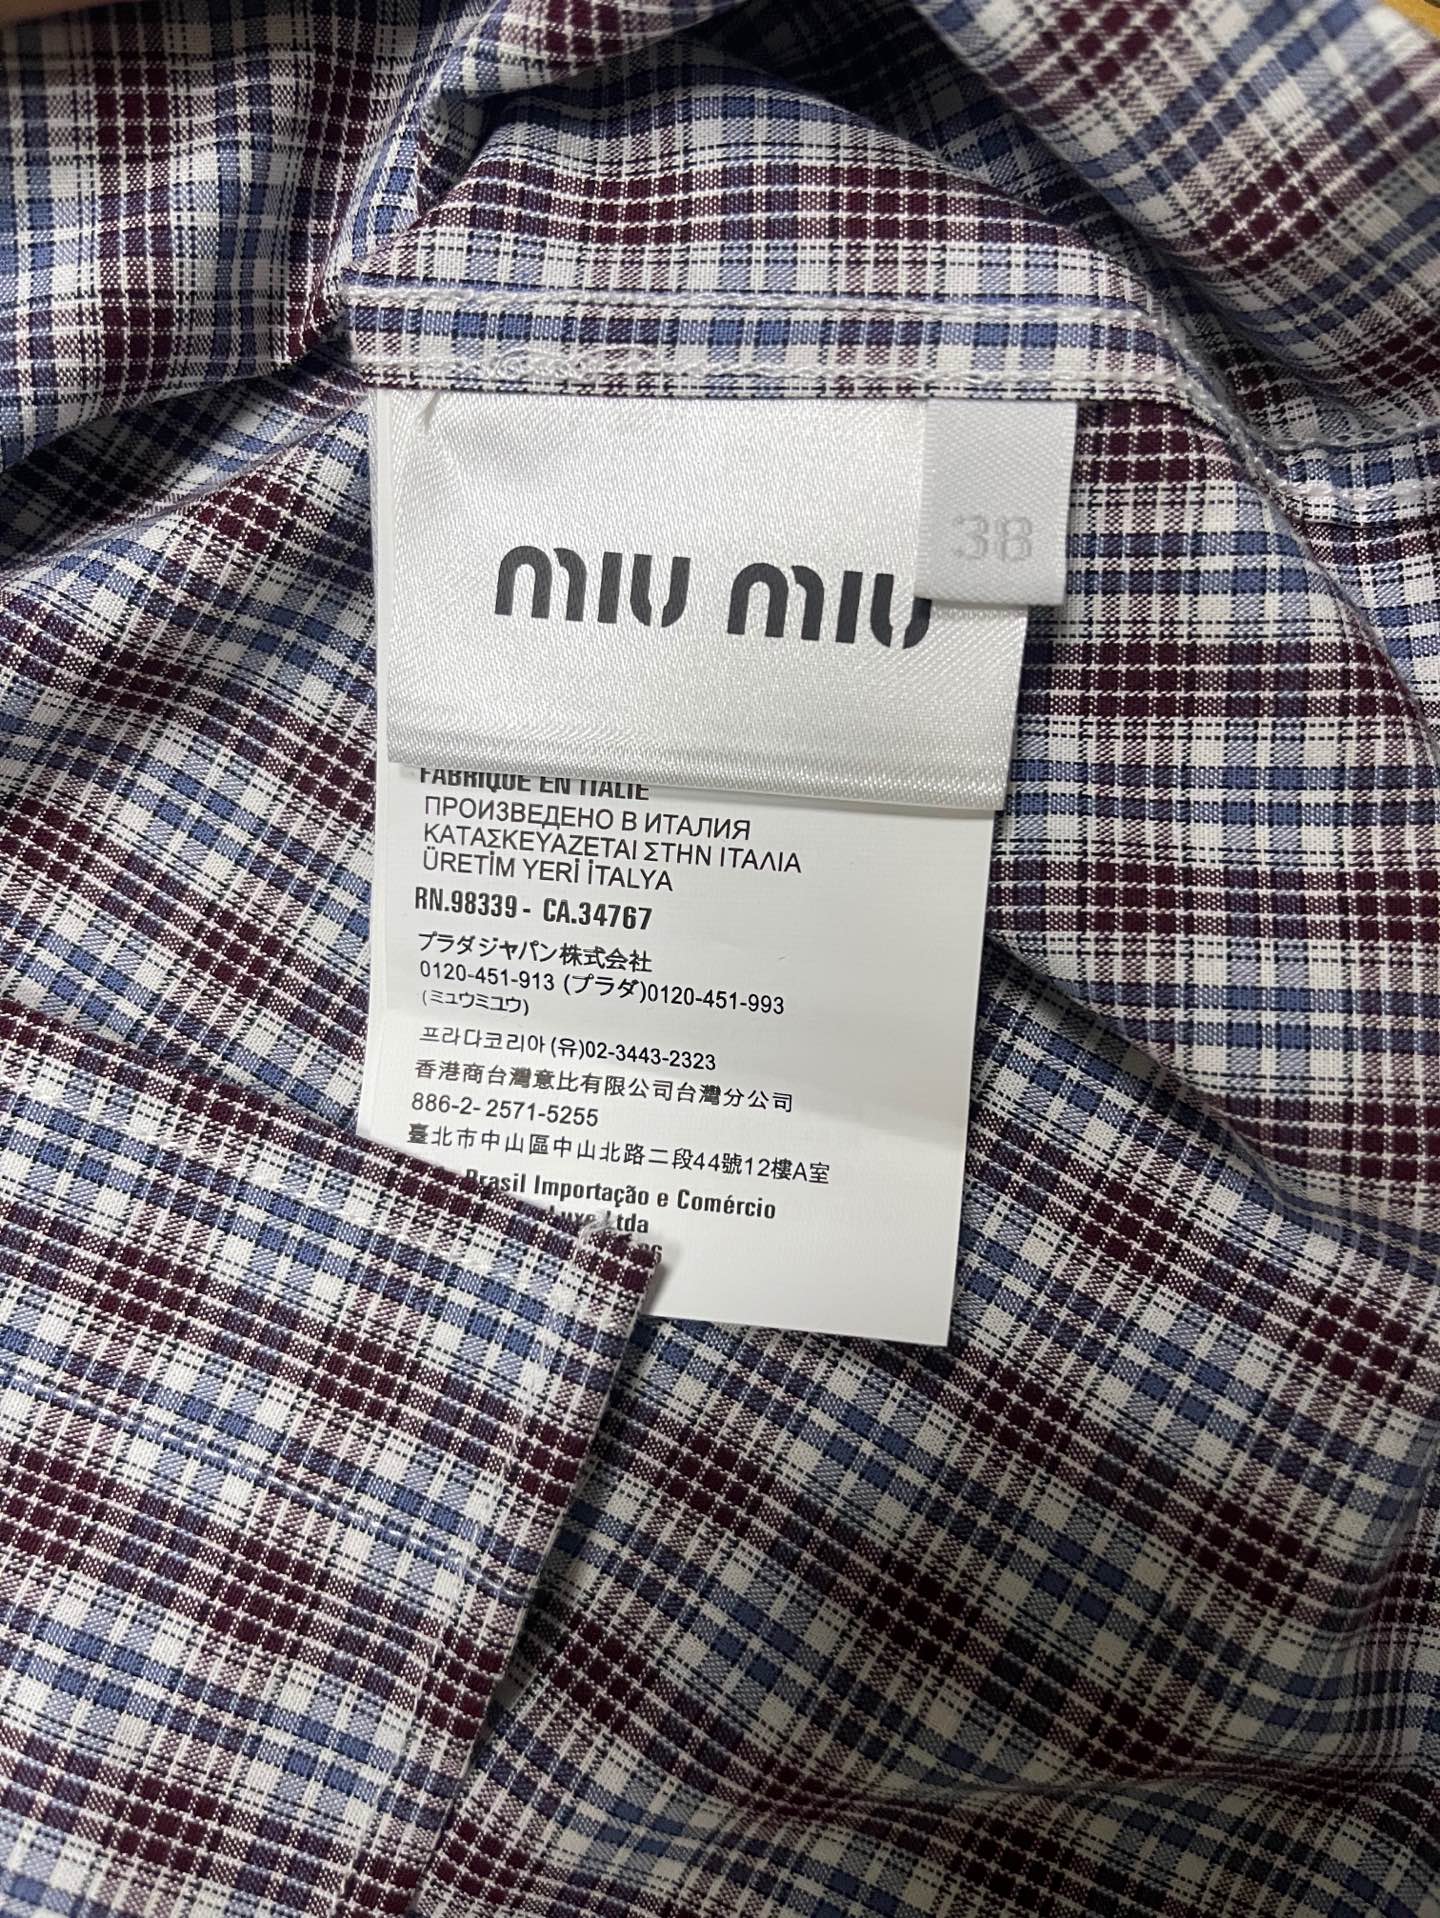 miu miu
38
FABRIQUÉ EN ITALIE
ПРОИЗВЕДЕНО В ИТАЛИЯ
ΚΑΤΑΣΚΕΥΑΖΕΤΑΙ ΣΤΗΝ ΙΤΑΛΙΑ
ÜRETİM YERİ İTALYA
RN.98339 - CA.34767
プラダジャパン株式会社
0120-451-913 (プラダ)0120-451-993
(ミュウミユウ)
프라다코리아 (유)02-3443-2323
香港商台灣意比有限公司台灣分公司
886-2- 2571-5255
臺北市中山區中山北路二段44號12樓A室
Brasil Importação e Comércio
Ltda